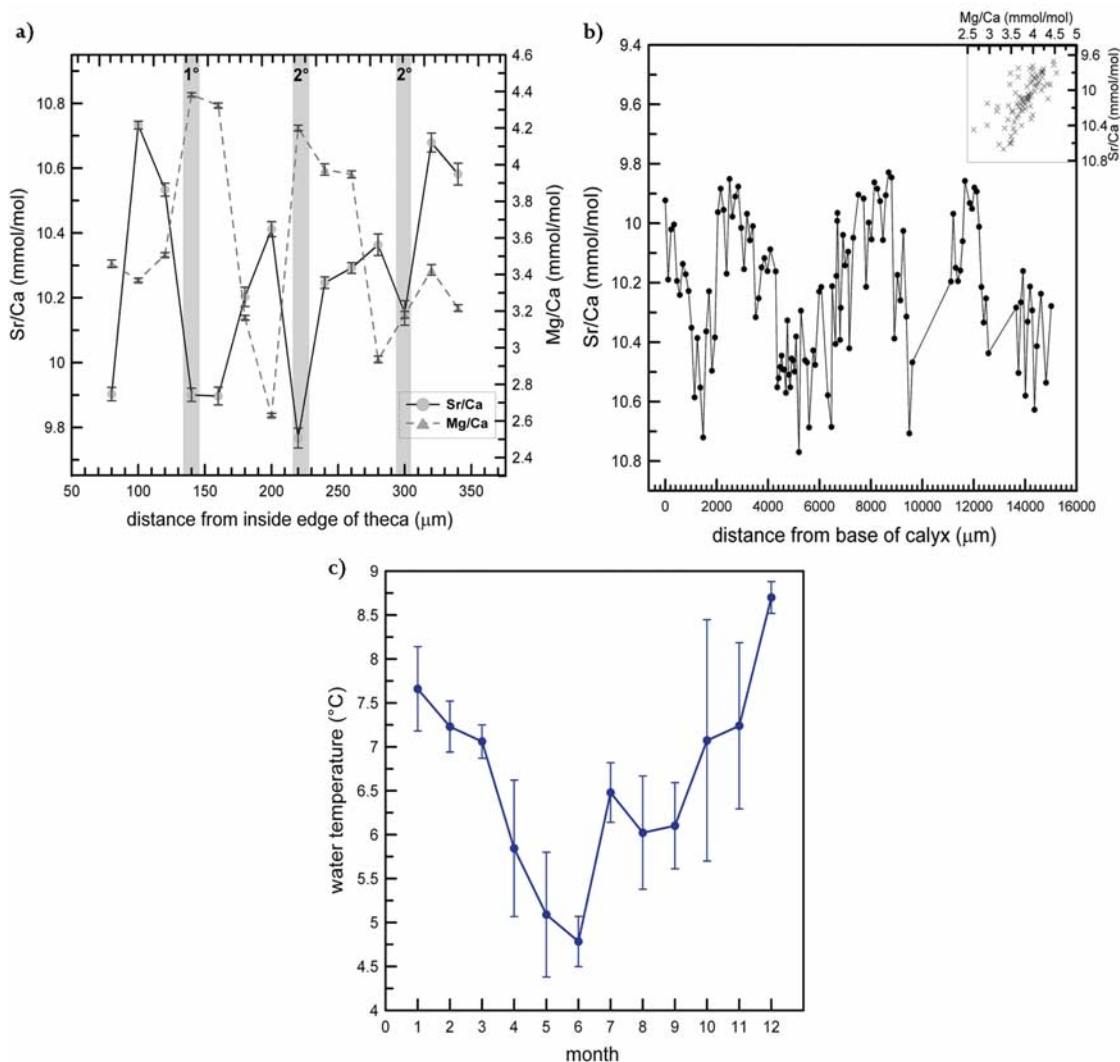 a)
1°
2°
2°
10.8
10.6
10.4
10.2
10
9.8
Sr/Ca (mmol/mol)
4.6
4.4
4.2
4
3.8
3.6
3.4
3.2
3
2.8
2.6
2.4
Mg/Ca (mmol/mol)
Sr/Ca
Mg/Ca
50 100 150 200 250 300 350
distance from inside edge of theca (μm)
b)
Mg/Ca (mmol/mol)
2.5 3 3.5 4 4.5 5
9.6
10
10.4
10.8
Sr/Ca (mmol/mol)
9.4
9.6
9.8
10
10.2
10.4
10.6
10.8
Sr/Ca (mmol/mol)
0 2000 4000 6000 8000 10000 12000 14000 16000
distance from base of calyx (μm)
c)
9
8.5
8
7.5
7
6.5
6
5.5
5
4.5
4
water temperature (°C)
0 1 2 3 4 5 6 7 8 9 10 11 12
month